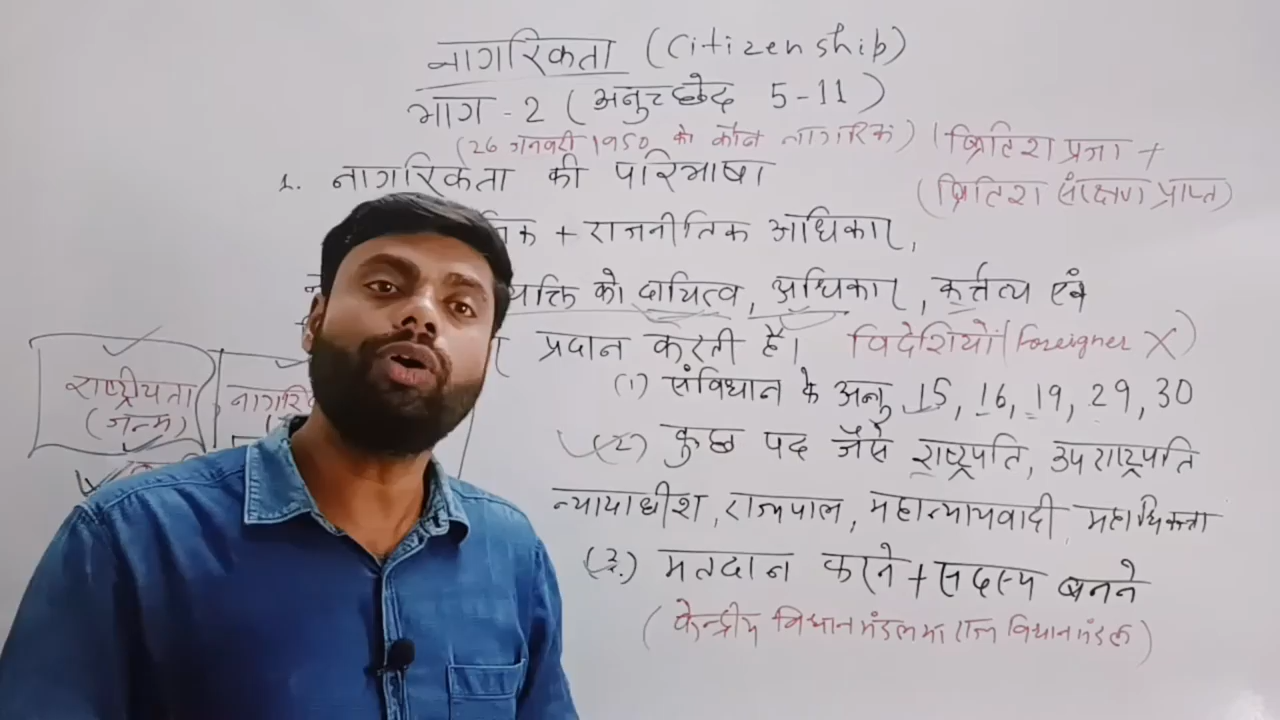 नागरिकता (Citizenship)
भाग-2 (अनुच्छेद 5-11)
(26 जनवरी 1950 को कौन नागरिक) (ब्रिटिश प्रजा +
(ब्रिटिश संरक्षण प्राप्त)
1. नागरिकता की परिभाषा
+ राजनीतिक अधिकार,
को दायित्व, अधिकार, कर्त्तव्य एवं
प्रदान करती है। विदेशियों (Foreigner X)
राष्ट्रीयता
(जन्म)
(1) संविधान के अनु 15, 16, 19, 29, 30
(2) कुछ पद जैसे राष्ट्रपति, उपराष्ट्रपति
न्यायाधीश, राज्यपाल, महान्यायवादी, महाधिवक्ता
(3.) मतदान करने + सदस्य बनने
(केन्द्रीय विधानमंडल या राज्य विधानमंडल)